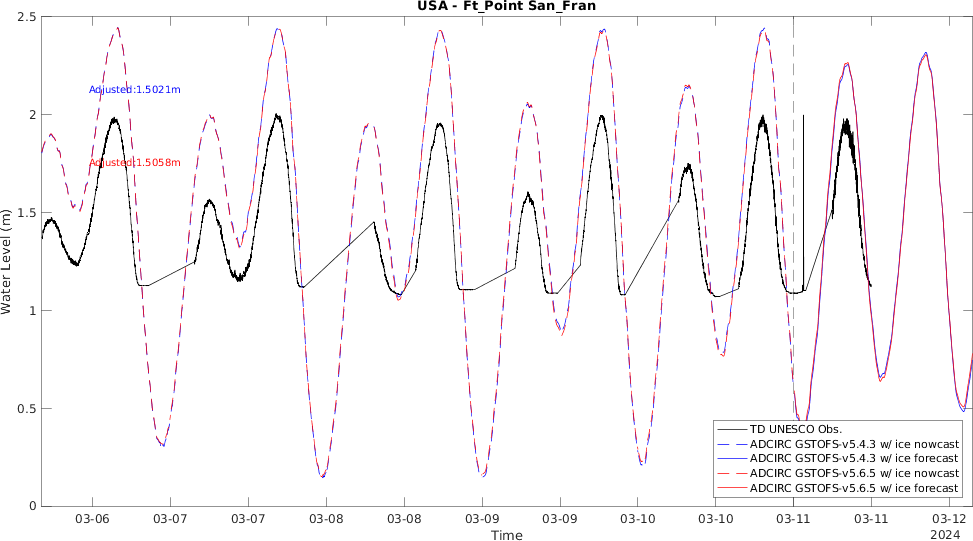 USA - Ft_Point San_Fran
2.5
2
1.5
1
0.5
0
Water Level (m)
Adjusted:1.5021m
Adjusted:1.5058m
TD UNESCO Obs.
ADCIRC GSTOFS-v5.4.3 w/ ice nowcast
ADCIRC GSTOFS-v5.4.3 w/ ice forecast
ADCIRC GSTOFS-v5.6.5 w/ ice nowcast
ADCIRC GSTOFS-v5.6.5 w/ ice forecast
03-06 03-07 03-07 03-08 03-08 03-09 03-09 03-10 03-10 03-11 03-11 03-12
Time 2024